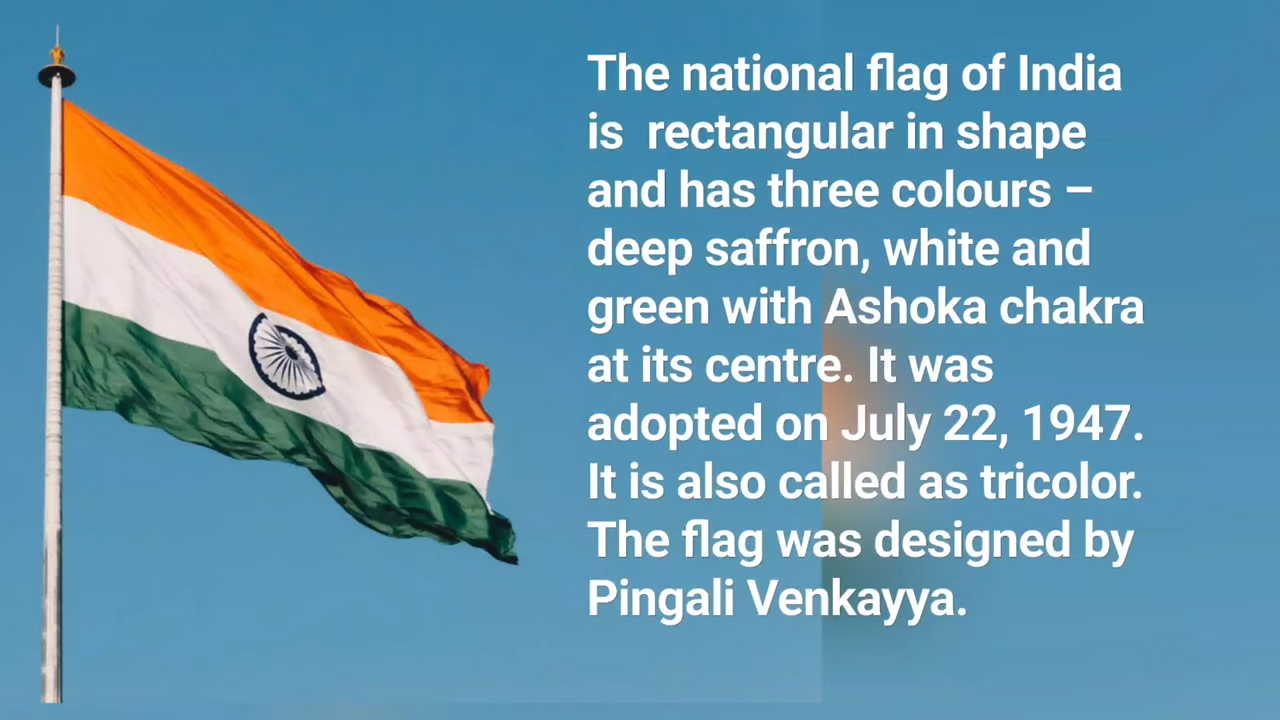 The national flag of India
is  rectangular in shape
and has three colours –
deep saffron, white and
green with Ashoka chakra
at its centre. It was
adopted on July 22, 1947.
It is also called as tricolor.
The flag was designed by
Pingali Venkayya.